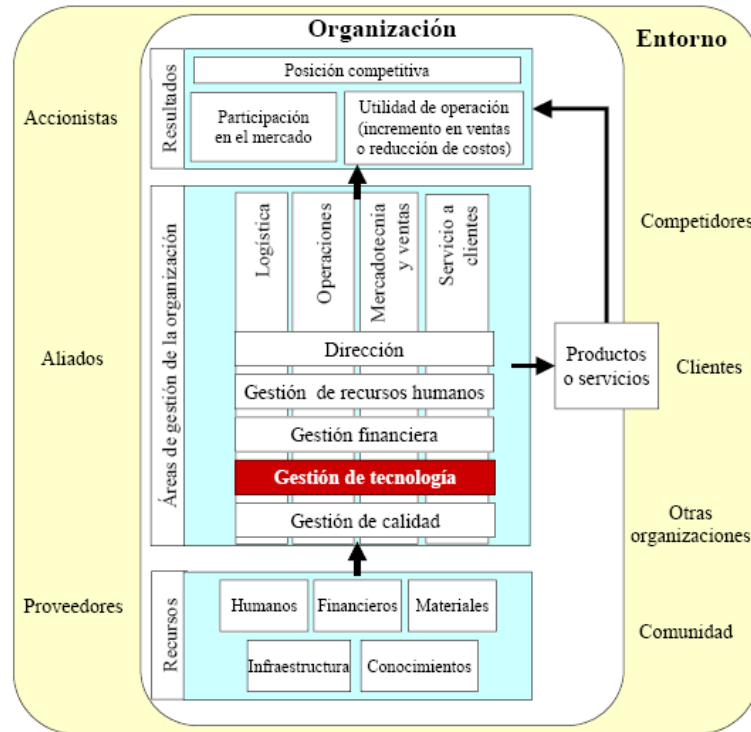 Organización
Entorno
Resultados
Posición competitiva
Participación
en el mercado
Utilidad de operación
(incremento en ventas
o reducción de costos)
Accionistas
Áreas de gestión de la organización
Logística
Operaciones
Mercadotecnia
y ventas
Servicio a
clientes
Dirección
Gestión de recursos humanos
Gestión financiera
Gestión de tecnología
Gestión de calidad
Aliados
Competidores
Productos
o servicios
Clientes
Otras
organizaciones
Recursos
Humanos
Financieros
Materiales
Infraestructura
Conocimientos
Proveedores
Comunidad